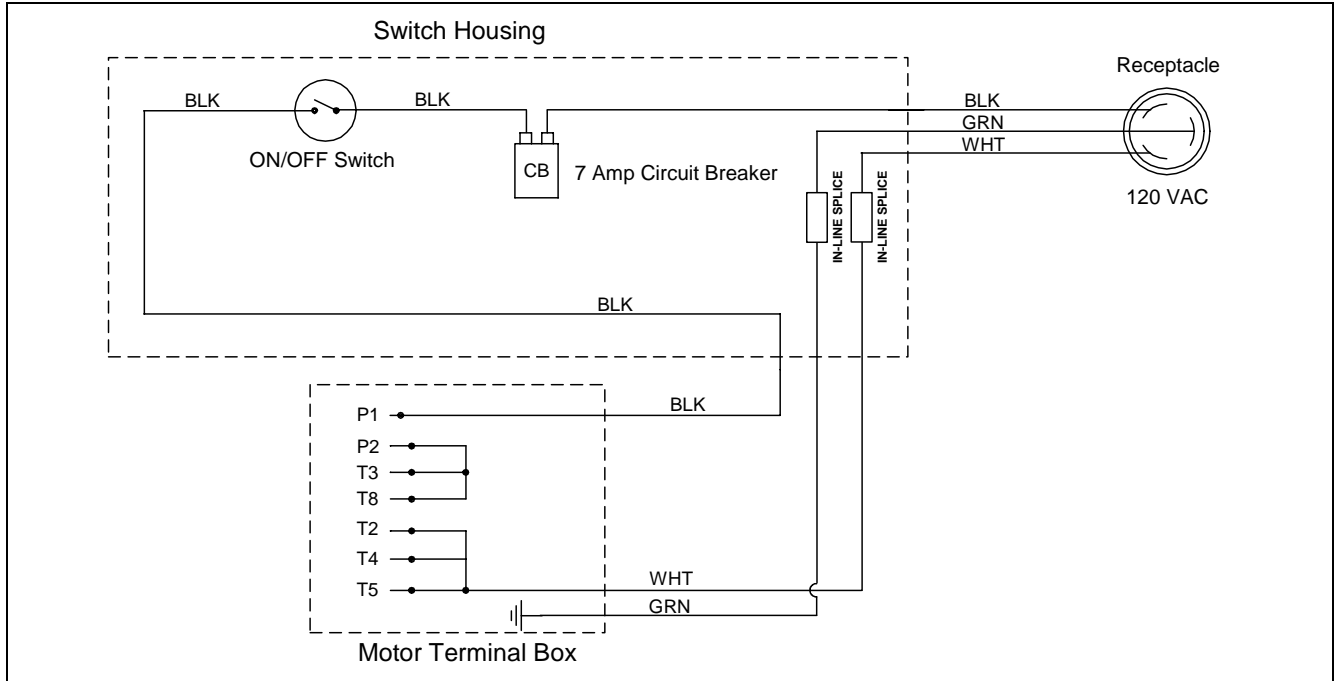 Switch Housing
Receptacle
BLK
BLK
BLK
GRN
WHT
ON/OFF Switch
CB
7 Amp Circuit Breaker
IN-LINE SPLICE
IN-LINE SPLICE
120 VAC
BLK
P1
BLK
P2
T3
T8
T2
T4
T5
WHT
GRN
Motor Terminal Box